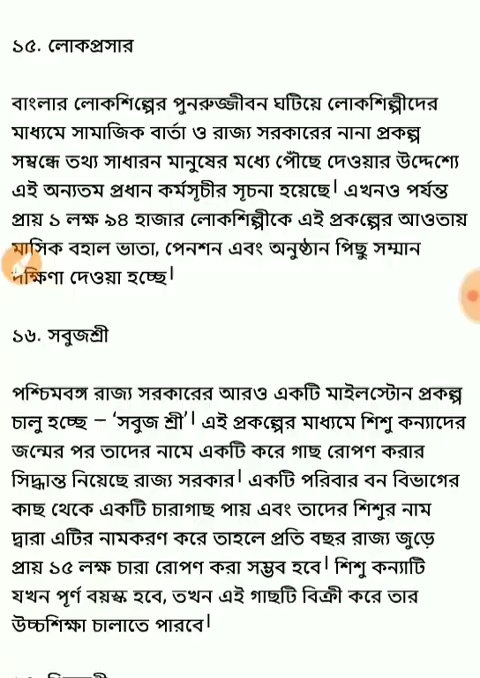 ১৫. লোকপ্রসার
বাংলার লোকশিল্পের পুনরুজ্জীবন ঘটিয়ে লোকশিল্পীদের
মাধ্যমে সামাজিক বার্তা ও রাজ্য সরকারের নানা প্রকল্প
সম্বন্ধে তথ্য সাধারন মানুষের মধ্যে পৌঁছে দেওয়ার উদ্দেশ্যে
এই অন্যতম প্রধান কর্মসূচীর সূচনা হয়েছে। এখনও পর্যন্ত
প্রায় ১ লক্ষ ৯৪ হাজার লোকশিল্পীকে এই প্রকল্পের আওতায়
মাসিক বহাল ভাতা, পেনশন এবং অনুষ্ঠান পিছু সম্মান
দক্ষিণা দেওয়া হচ্ছে।
১৬. সবুজশ্রী
পশ্চিমবঙ্গ রাজ্য সরকারের আরও একটি মাইলস্টোন প্রকল্প
চালু হচ্ছে – ‘সবুজ শ্রী’। এই প্রকল্পের মাধ্যমে শিশু কন্যাদের
জন্মের পর তাদের নামে একটি করে গাছ রোপণ করার
সিদ্ধান্ত নিয়েছে রাজ্য সরকার। একটি পরিবার বন বিভাগের
কাছ থেকে একটি চারাগাছ পায় এবং তাদের শিশুর নাম
দ্বারা এটির নামকরণ করে তাহলে প্রতি বছর রাজ্য জুড়ে
প্রায় ১৫ লক্ষ চারা রোপণ করা সম্ভব হবে। শিশু কন্যাটি
যখন পূর্ণ বয়স্ক হবে, তখন এই গাছটি বিক্রী করে তার
উচ্চশিক্ষা চালাতে পারবে।